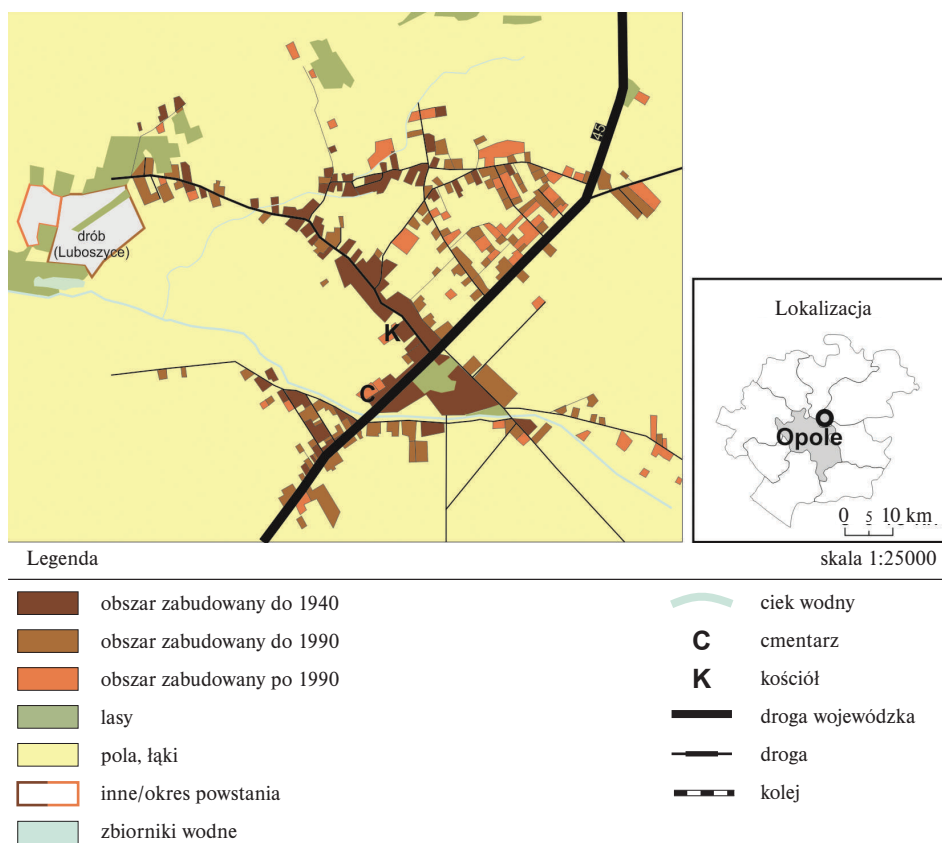 45
drób
(Luboszyce)
K
C
Lokalizacja
Opole
0 5 10 km
Legenda
skala 1:25000
obszar zabudowany do 1940
obszar zabudowany do 1990
obszar zabudowany po 1990
lasy
pola, łąki
inne/okres powstania
zbiorniki wodne
ciek wodny
C cmentarz
K kościół
droga wojewódzka
droga
kolej